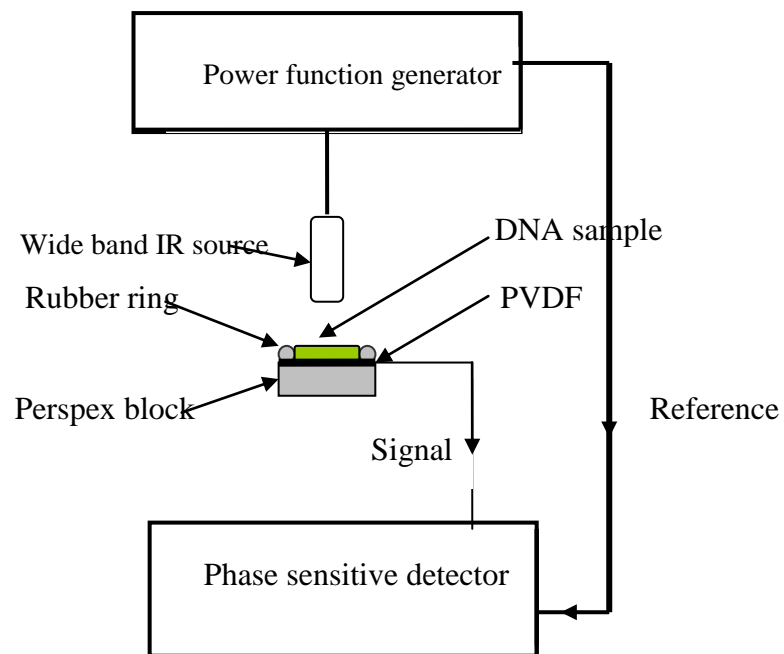 Power function generator
Wide band IR source
DNA sample
Rubber ring
PVDF
Perspex block
Reference
Signal
Phase sensitive detector